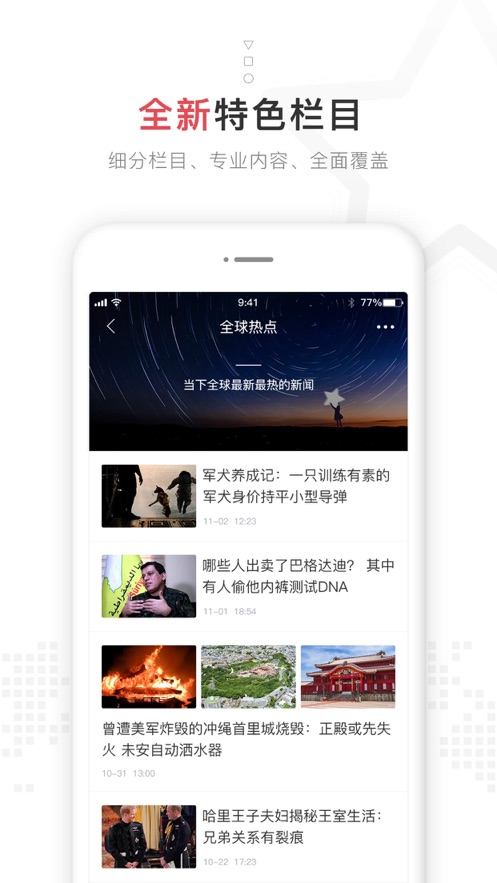 全新特色栏目
细分栏目、专业内容、全面覆盖
9:41
77%
全球热点
当下全球最新最热的新闻
军犬养成记：一只训练有素的
军犬身价持平小型导弹
11-02 12:23
哪些人出卖了巴格达迪？ 其中
有人偷他内裤测试DNA
11-01 18:54
曾遭美军炸毁的冲绳首里城烧毁：正殿或先失
火 未安自动洒水器
10-31 13:00
哈里王子夫妇揭秘王室生活：
兄弟关系有裂痕
10-22 17:23